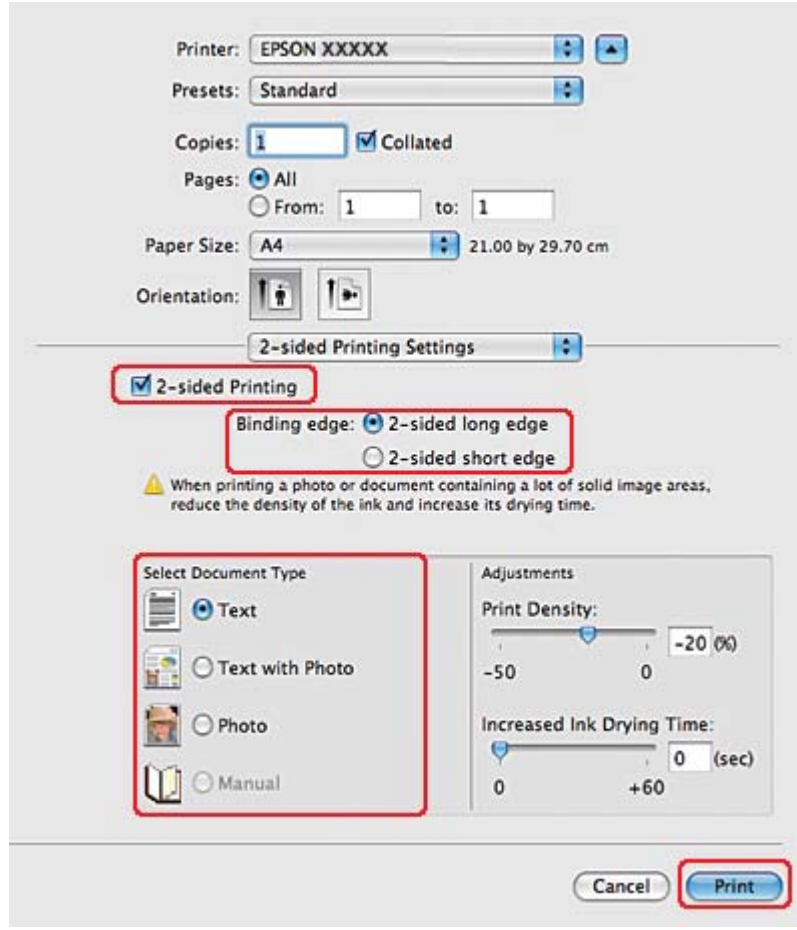 Printer: EPSON XXXXX
Presets: Standard
Copies: 1 Collated
Pages: All
From: 1 to: 1
Paper Size: A4 21.00 by 29.70 cm
Orientation:
2-sided Printing Settings
2-sided Printing
Binding edge: 2-sided long edge
2-sided short edge
When printing a photo or document containing a lot of solid image areas,
reduce the density of the ink and increase its drying time.
Select Document Type
Text
Text with Photo
Photo
Manual
Adjustments
Print Density:
-20 (%)
-50 0
Increased Ink Drying Time:
0 (sec)
0 +60
Cancel Print